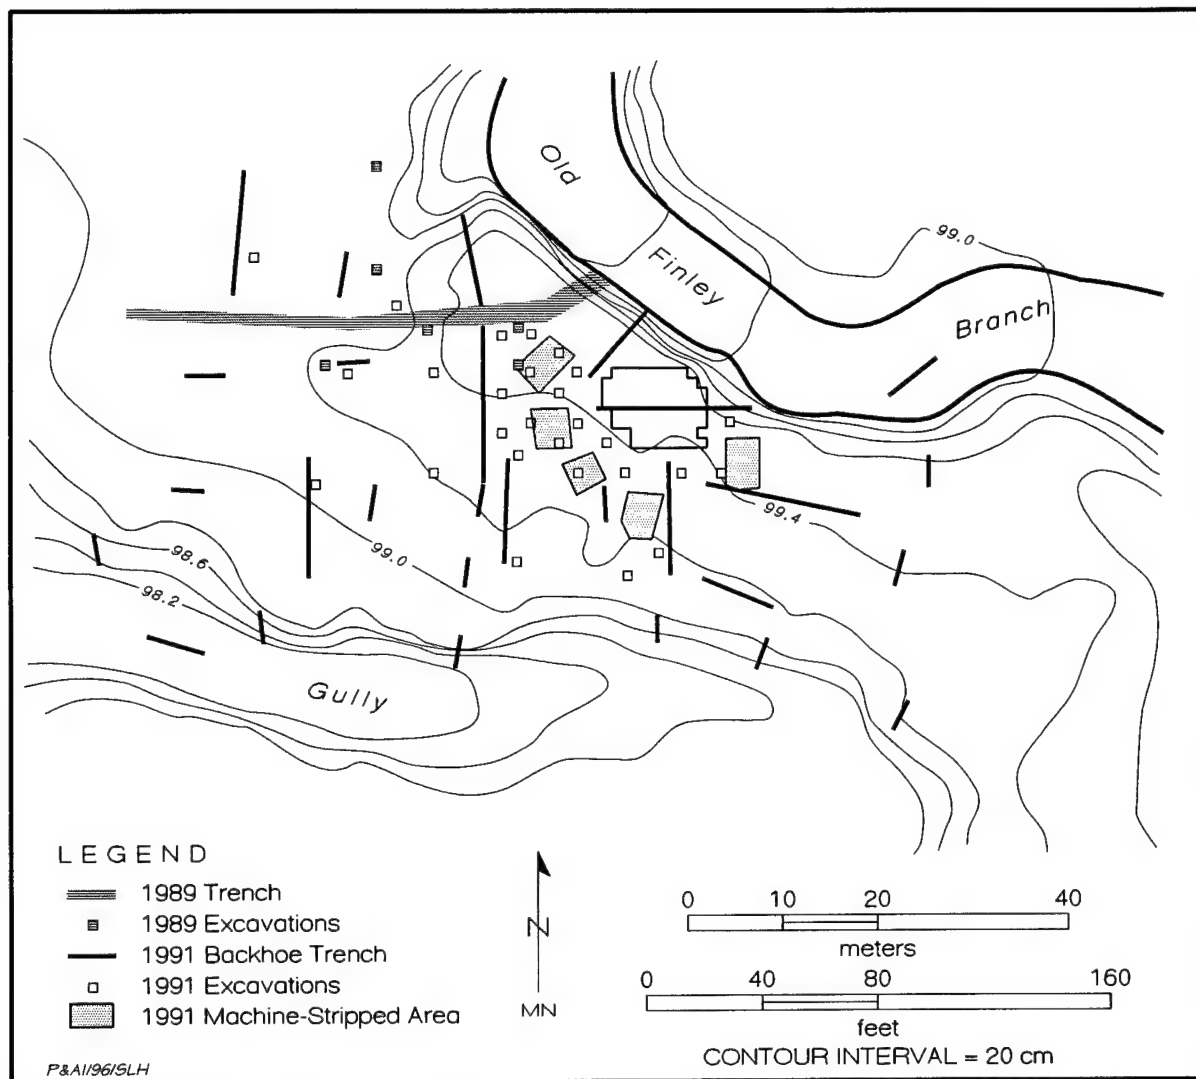 Old
Finley
Branch
99.0
99.4
99.0
98.6
98.2
Gully
LEGEND
1989 Trench
1989 Excavations
1991 Backhoe Trench
1991 Excavations
1991 Machine-Stripped Area
N
MN
0 10 20 40
meters
0 40 80 160
feet
CONTOUR INTERVAL = 20 cm
P&AI/96/SLH